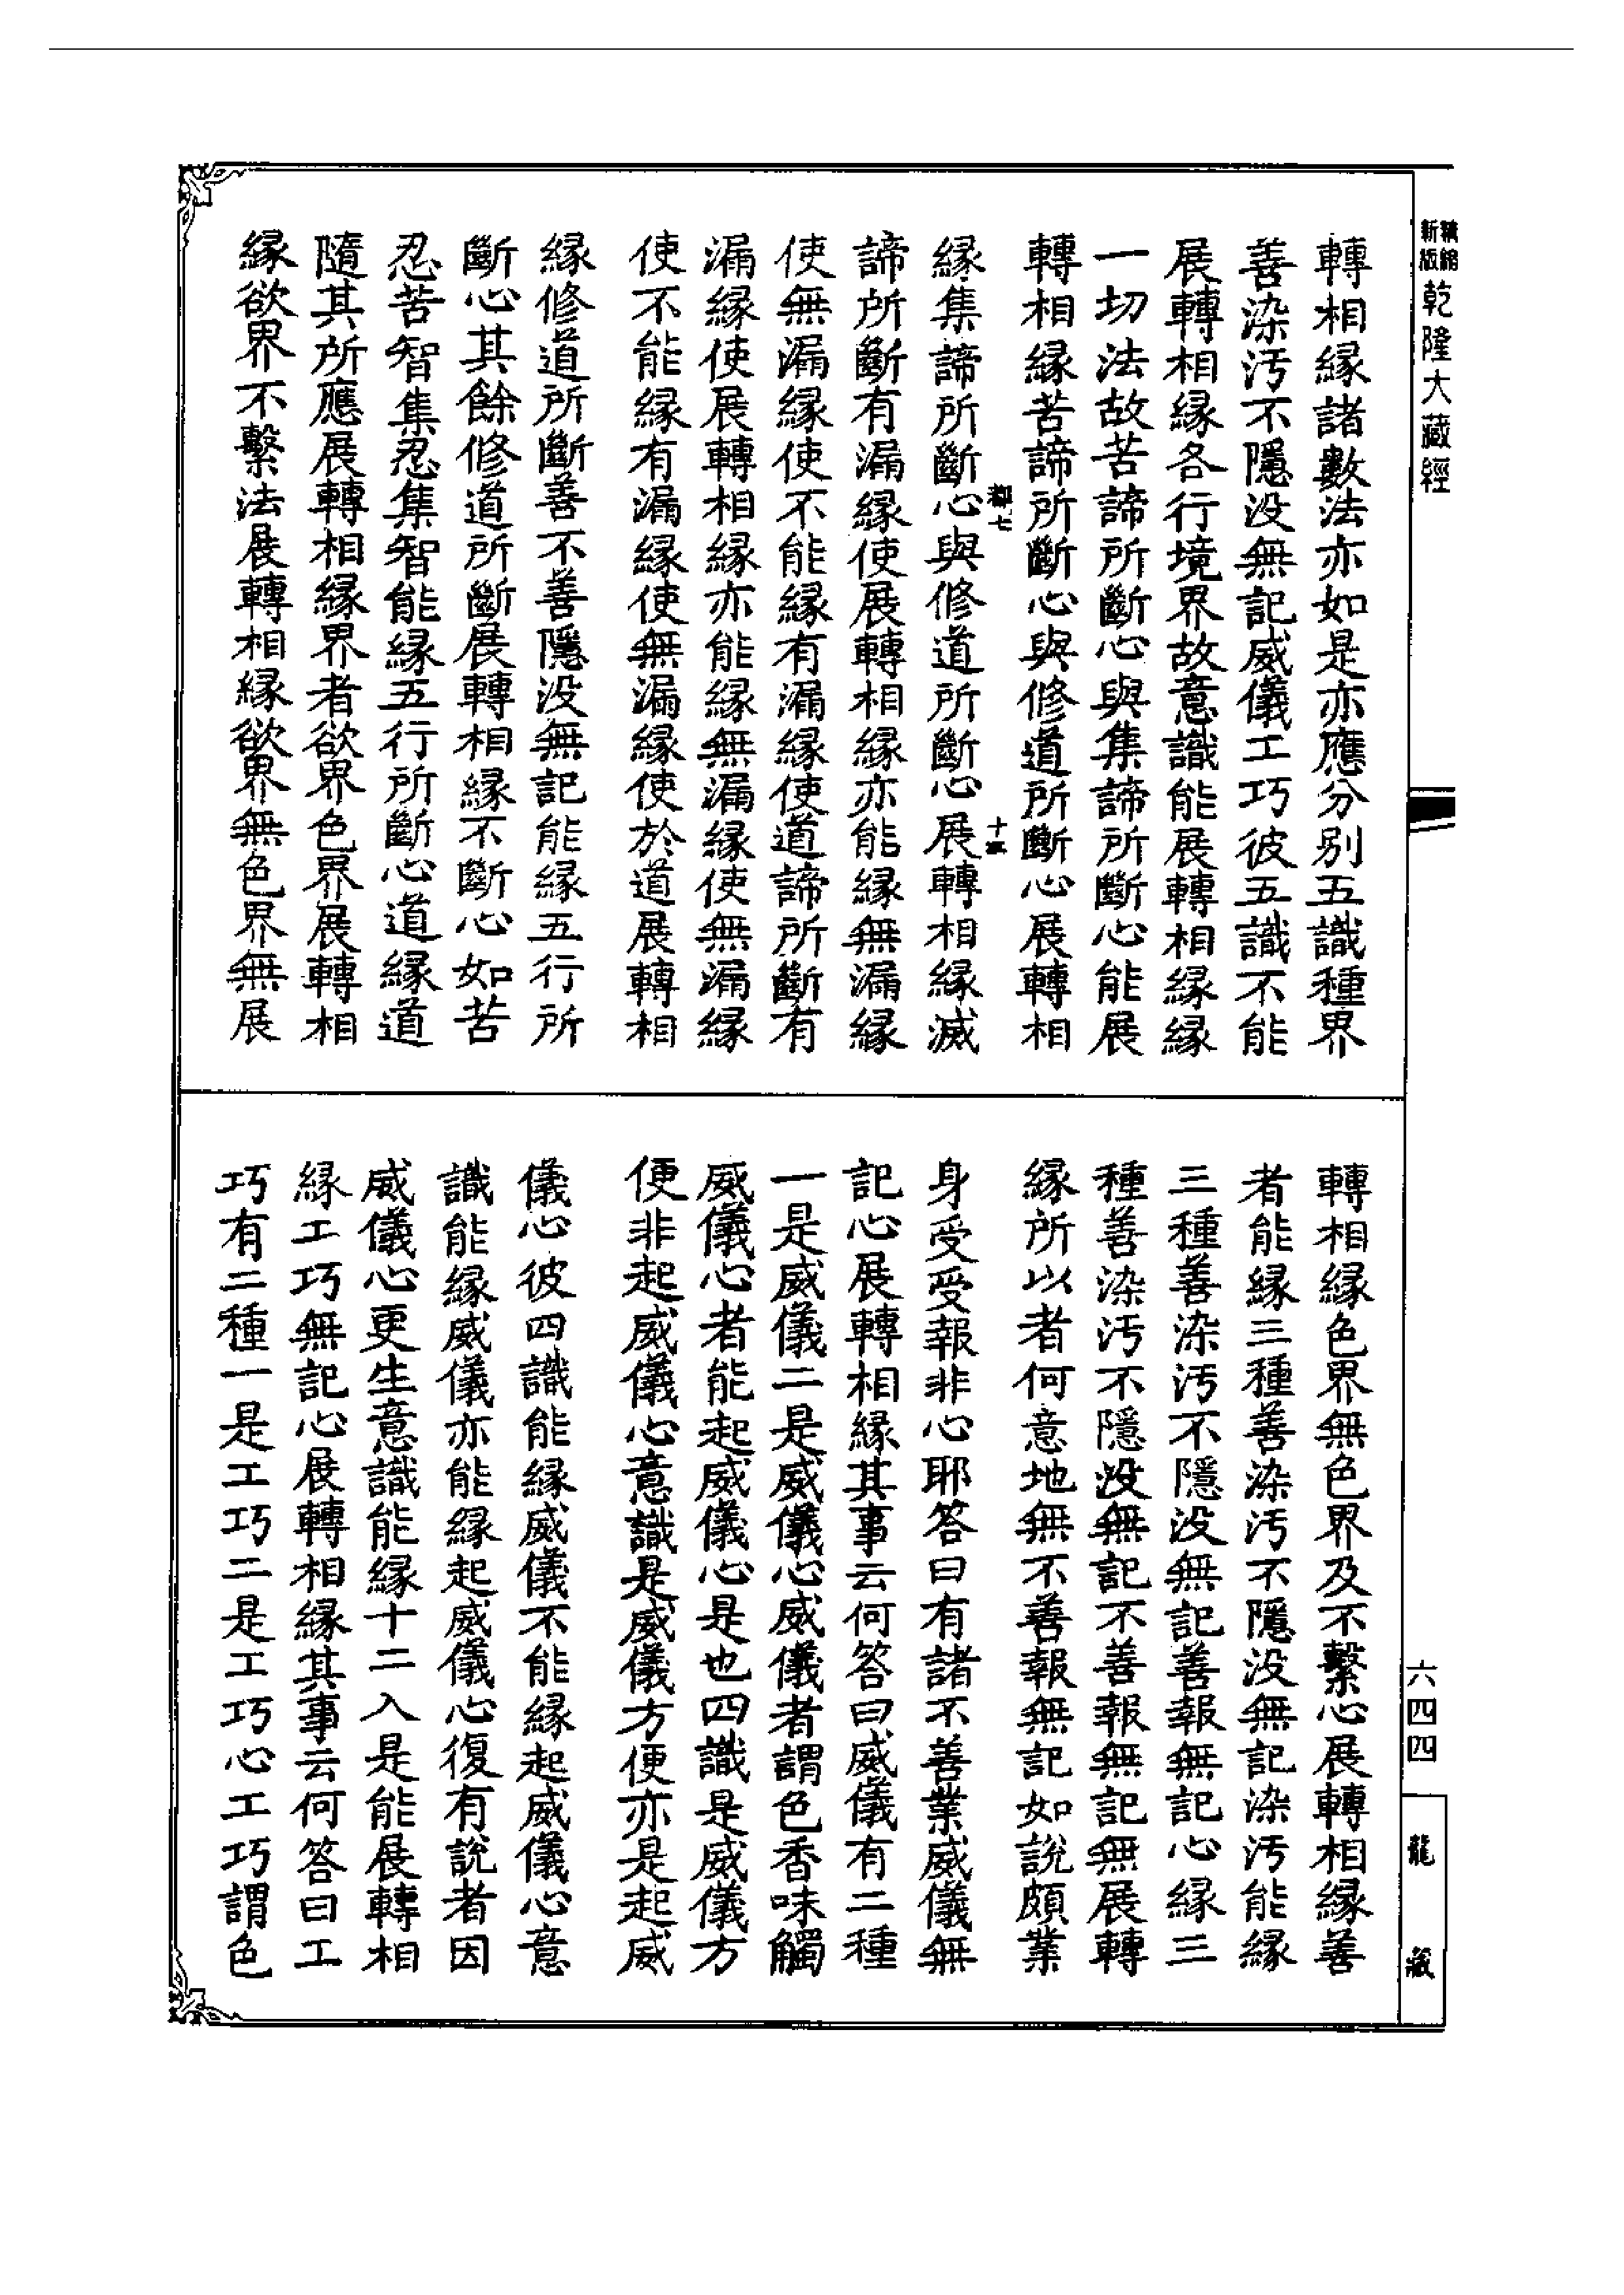 精錦
新版
乾隆大藏經
轉相緣諸數法亦如是亦應分别五識種界
善染汚不隱没無記威儀工巧彼五識不能
展轉相緣各行境界故意識能展轉相緣緣
一切法故苦諦所斷心與集諦所斷心能展
轉相緣苦諦所斷心與修道所斷心展轉相
緣集諦所斷心與修道所斷心展轉相緣滅
諦所斷有漏緣使展轉相緣亦能緣無漏緣
使無漏緣使不能緣有漏緣使道諦所斷有
漏緣使展轉相緣亦能緣無漏緣使無漏緣
使不能緣有漏緣使無漏緣使於道展轉相
緣修道所斷善不善隱没無記能緣五行所
斷心其餘修道所斷展轉相緣不斷心如苦
忍苦智集忍集智能緣五行所斷心道緣道
隨其所應展轉相緣界者欲界色界展轉相
緣欲界不繫法展轉相緣欲界無色界無展
轉相緣色界無色界及不繫心展轉相緣善
者能緣三種善染汚不隱没無記染汚能緣
三種善染汚不隱没無記善報無記心緣三
種善染汚不隱没無記不善報無記無展轉
緣所以者何意地無不善報無記如說頗業
身受受報非心耶答曰有諸不善業威儀無
記心展轉相緣其事云何答曰威儀有二種
一是威儀二是威儀心威儀者謂色香味觸
威儀心者能起威儀心是也四識是威儀方
便非起威儀心意識是威儀方便亦是起威
儀心彼四識能緣威儀不能緣起威儀心意
識能緣威儀亦能緣起威儀心復有說者因
威儀心更生意識能緣十二入是能展轉相
緣工巧無記心展轉相緣其事云何答曰工
巧有二種一是工巧二是工巧心工巧謂色
六四四
龍藏